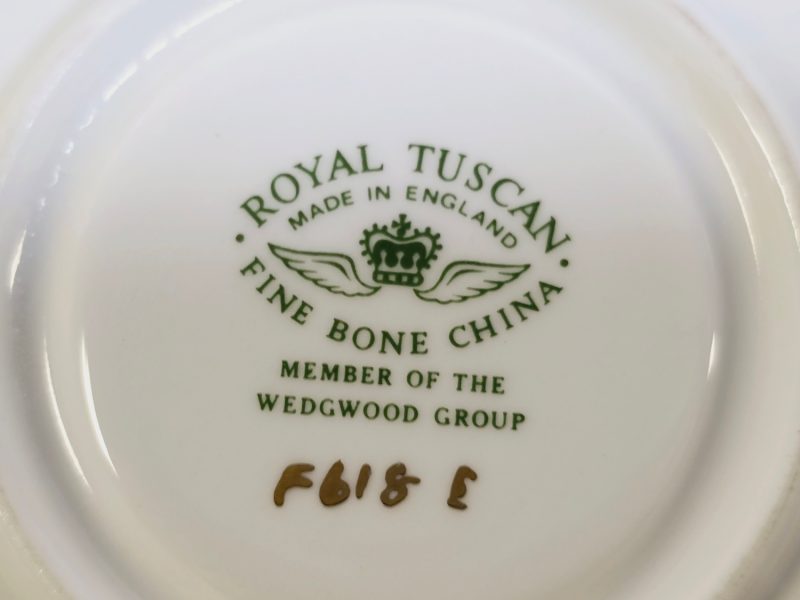 · ROYAL TUSCAN ·
MADE IN ENGLAND
FINE BONE CHINA
MEMBER OF THE
WEDGWOOD GROUP
F618 E